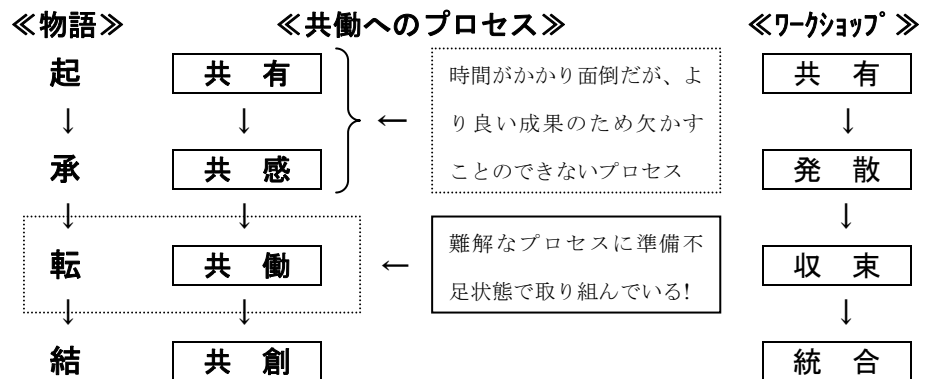 ≪物語≫ ≪共働へのプロセス≫ ≪ワークショップ≫
起 共 有 時間がかかり面倒だが、よ 共 有
↓ ↓ ← り良い成果のため欠かす ↓
承 共 感 ことのできないプロセス 発 散
↓ ↓ ↓
転 共 働 ← 難解なプロセスに準備不 収 束
足状態で取り組んでいる!
↓ ↓ ↓
結 共 創 統 合